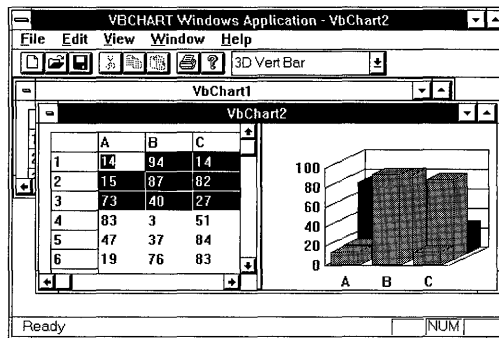 VBCHART Windows Application - VbChart2
File Edit View Window Help
3D Vert Bar
VbChart1
VbChart2
A B C
1 14 94 14
2 15 87 82
3 73 40 27
4 83 3 51
5 47 37 84
6 19 76 83
100
80
60
40
20
0
A B C
Ready NUM